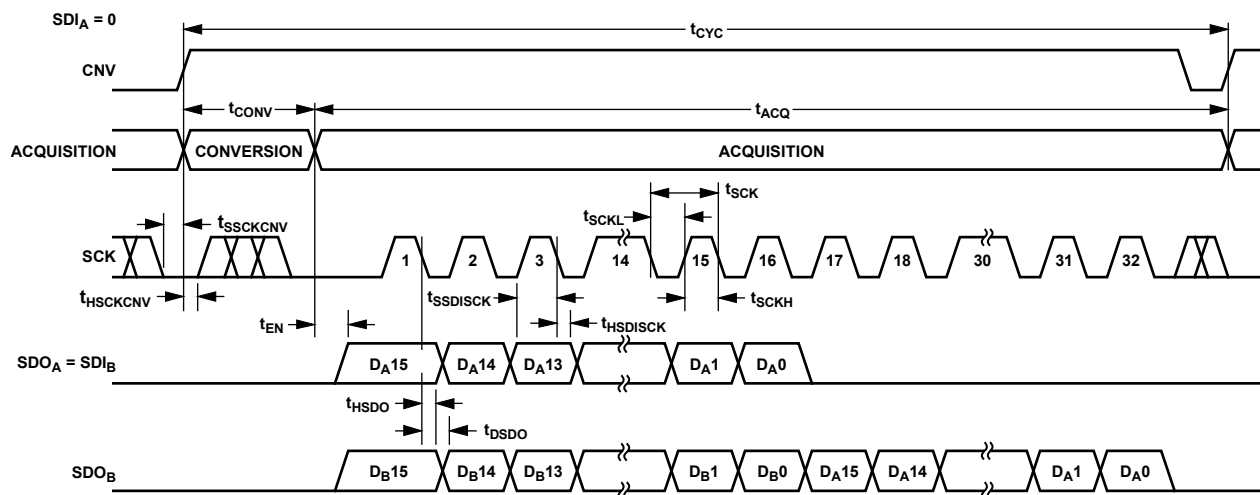 SDIA = 0
tCYC
CNV
tCONV
tACQ
ACQUISITION
CONVERSION
ACQUISITION
tSCK
tSCKL
tSSCKCNV
SCK
1
2
3
14
15
16
17
18
30
31
32
tHSCKCNV
tSSDISCK
tSCKH
tEN
tHSDISCK
SDOA = SDIB
DA15
DA14
DA13
DA1
DA0
tHSDO
tDSDO
SDOB
DB15
DB14
DB13
DB1
DB0
DA15
DA14
DA1
DA0